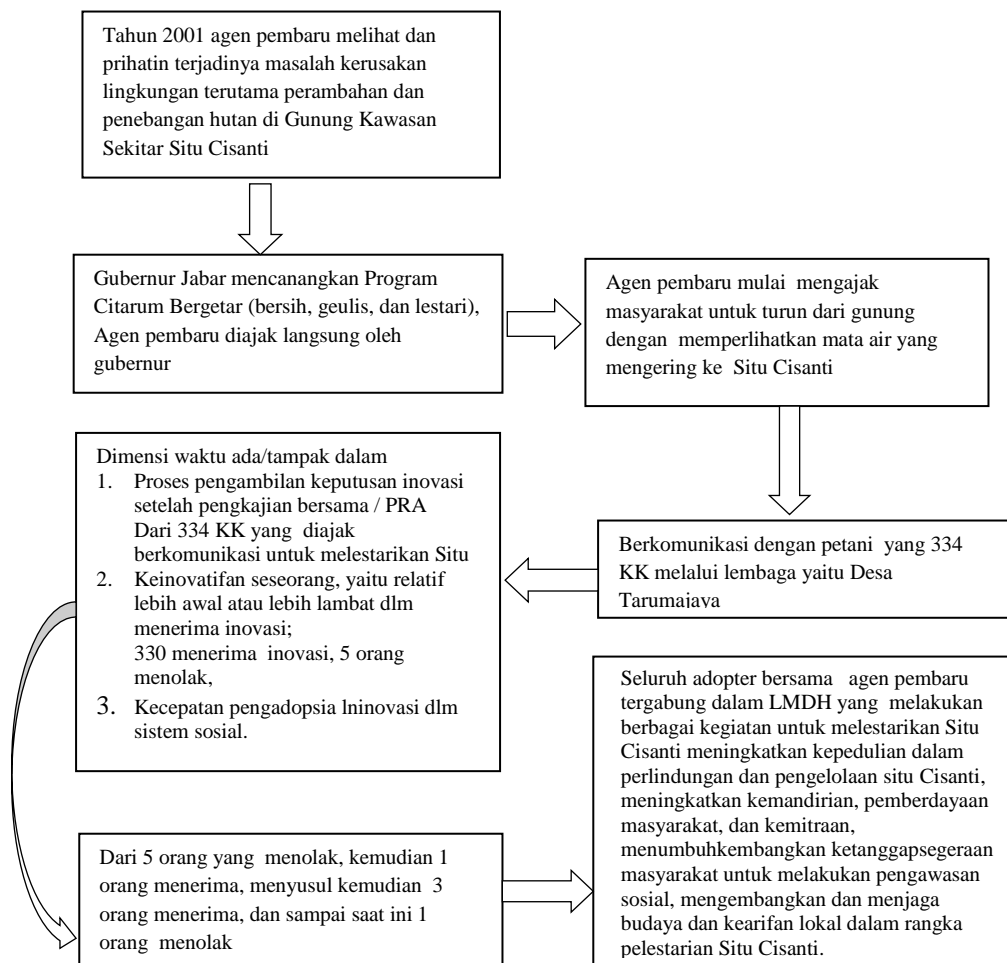 Tahun 2001 agen pembaru melihat dan
prihatin terjadinya masalah kerusakan
lingkungan terutama perambahan dan
penebangan hutan di Gunung Kawasan
Sekitar Situ Cisanti
Gubernur Jabar mencanangkan Program
Citarum Bergetar (bersih, geulis, dan lestari),
Agen pembaru diajak langsung oleh
gubernur
Agen pembaru mulai mengajak
masyarakat untuk turun dari gunung
dengan memperlihatkan mata air yang
mengering ke Situ Cisanti
Berkomunikasi dengan petani yang 334
KK melalui lembaga yaitu Desa
Tarumajaya
Dimensi waktu ada/tampak dalam
1. Proses pengambilan keputusan inovasi
setelah pengkajian bersama / PRA
Dari 334 KK yang diajak
berkomunikasi untuk melestarikan Situ
2. Keinovatifan seseorang, yaitu relatif
lebih awal atau lebih lambat dlm
menerima inovasi;
330 menerima inovasi, 5 orang
menolak,
3. Kecepatan pengadopsia lninovasi dlm
sistem sosial.
Dari 5 orang yang menolak, kemudian 1
orang menerima, menyusul kemudian 3
orang menerima, dan sampai saat ini 1
orang menolak
Seluruh adopter bersama agen pembaru
tergabung dalam LMDH yang melakukan
berbagai kegiatan untuk melestarikan Situ
Cisanti meningkatkan kepedulian dalam
perlindungan dan pengelolaan situ Cisanti,
meningkatkan kemandirian, pemberdayaan
masyarakat, dan kemitraan,
menumbuhkembangkan ketanggapsegeraan
masyarakat untuk melakukan pengawasan
sosial, mengembangkan dan menjaga
budaya dan kearifan lokal dalam rangka
pelestarian Situ Cisanti.